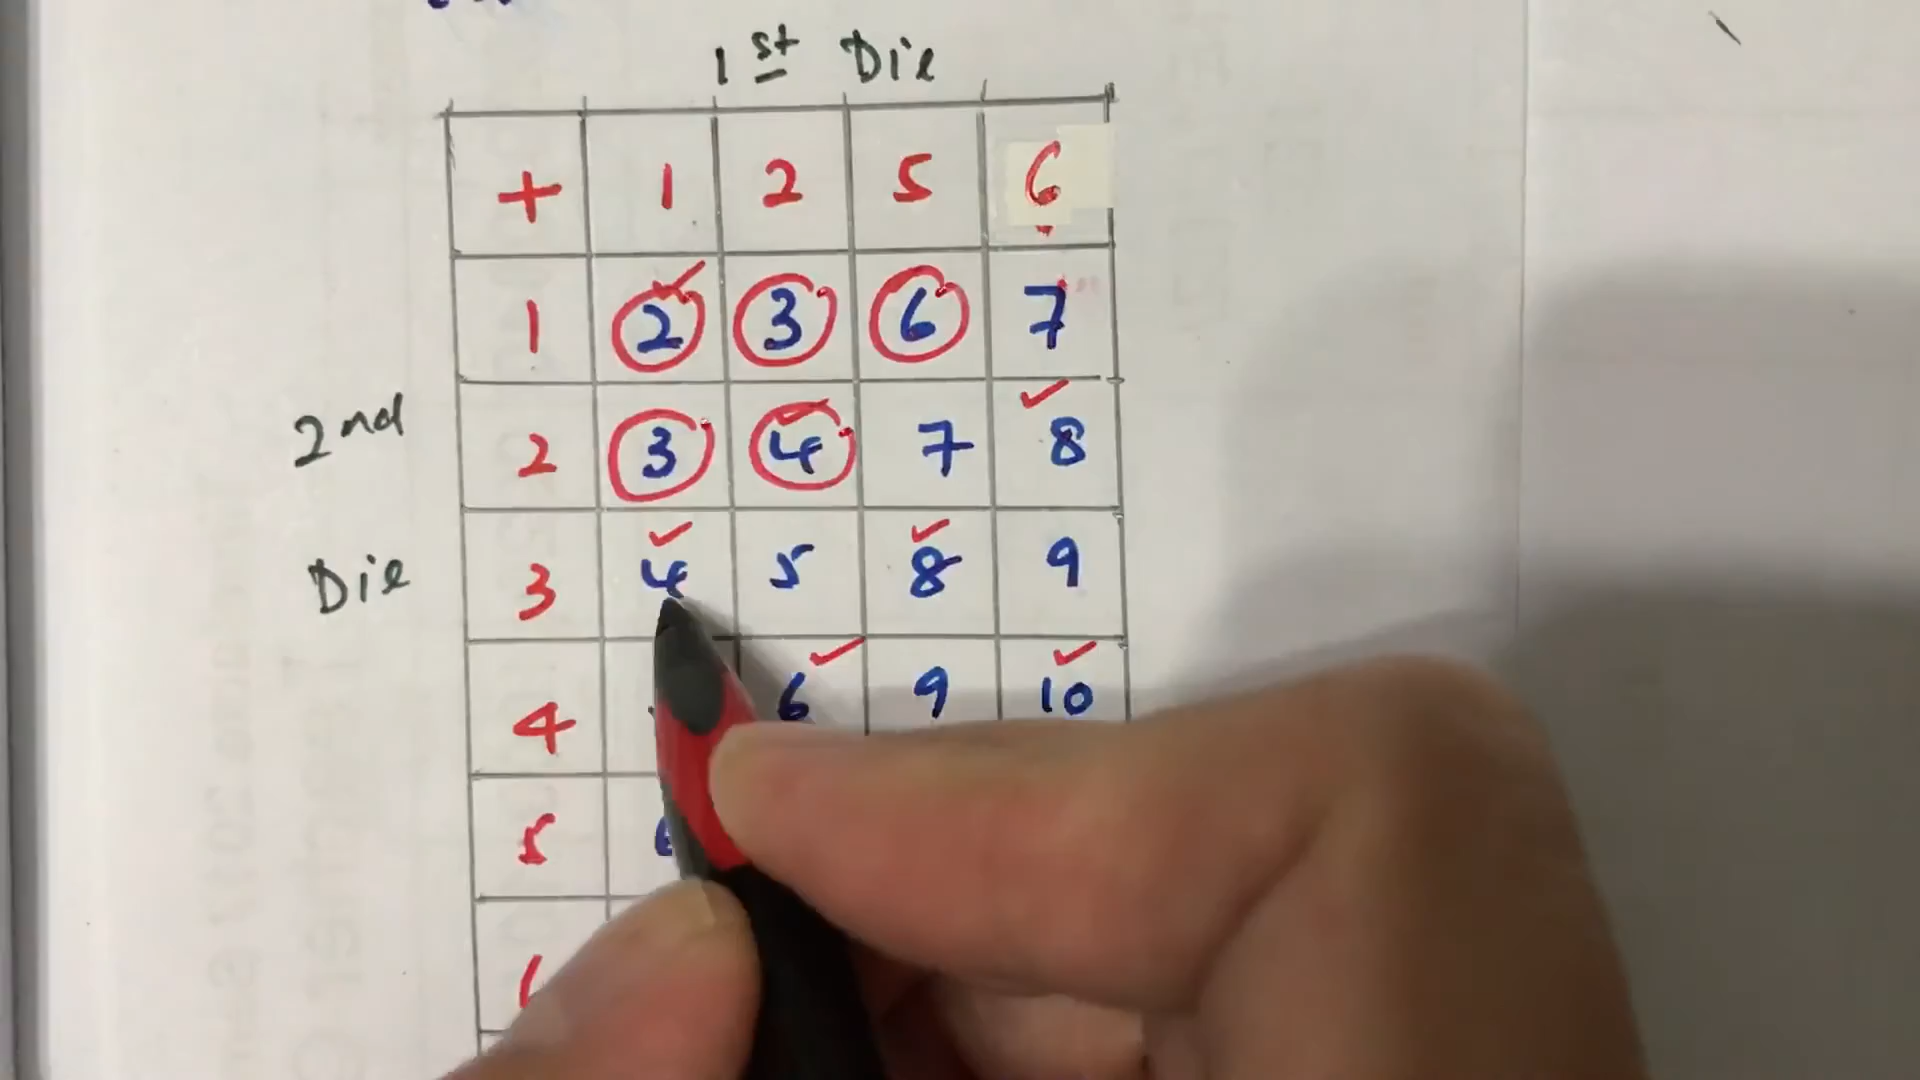 1st Die
+ 1 2 5 6
1 2 3 6 7
2nd 2 3 4 7 8
Die 3 4 5 8 9
4 6 9 10
5